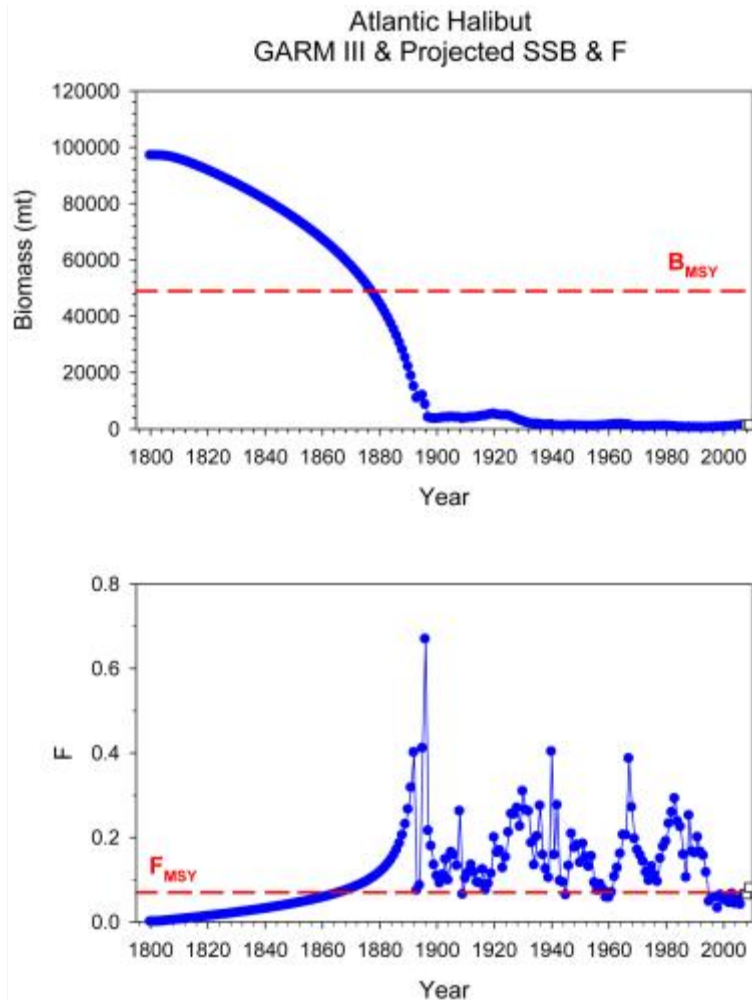 Atlantic Halibut
GARM III & Projected SSB & F
120000
100000
80000
60000
40000
20000
0
Biomass (mt)
BMSY
1800 1820 1840 1860 1880 1900 1920 1940 1960 1980 2000
Year
0.8
0.6
0.4
0.2
0.0
F
FMSY
1800 1820 1840 1860 1880 1900 1920 1940 1960 1980 2000
Year